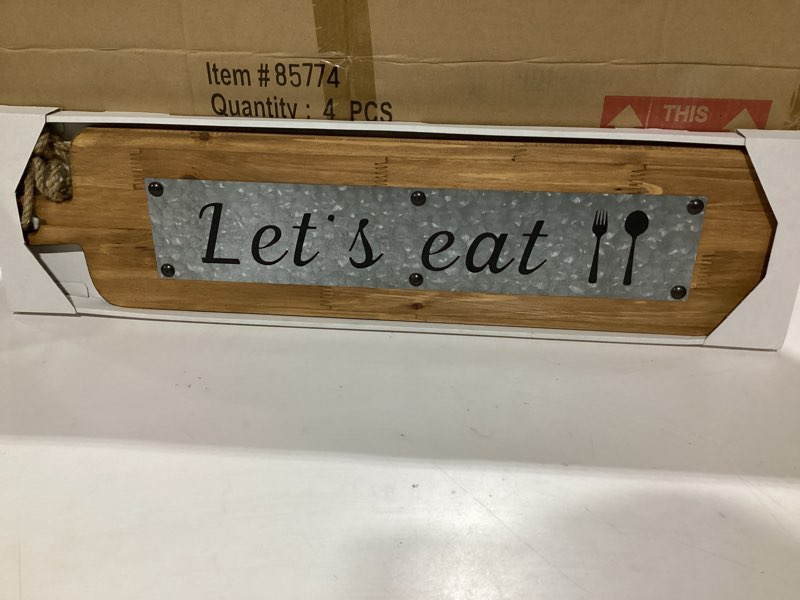 Item # 85774
Quantity : 4 PCS
THIS
Let's eat